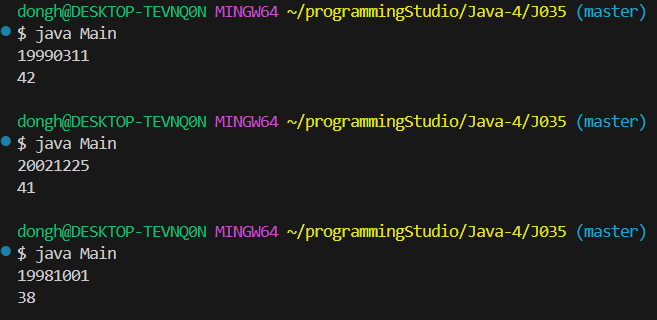 dongh@DESKTOP-TEVNQ0N MINGW64 ~/programmingStudio/Java-4/J035 (master)
$ java Main
19990311
42
dongh@DESKTOP-TEVNQ0N MINGW64 ~/programmingStudio/Java-4/J035 (master)
$ java Main
20021225
41
dongh@DESKTOP-TEVNQ0N MINGW64 ~/programmingStudio/Java-4/J035 (master)
$ java Main
19981001
38